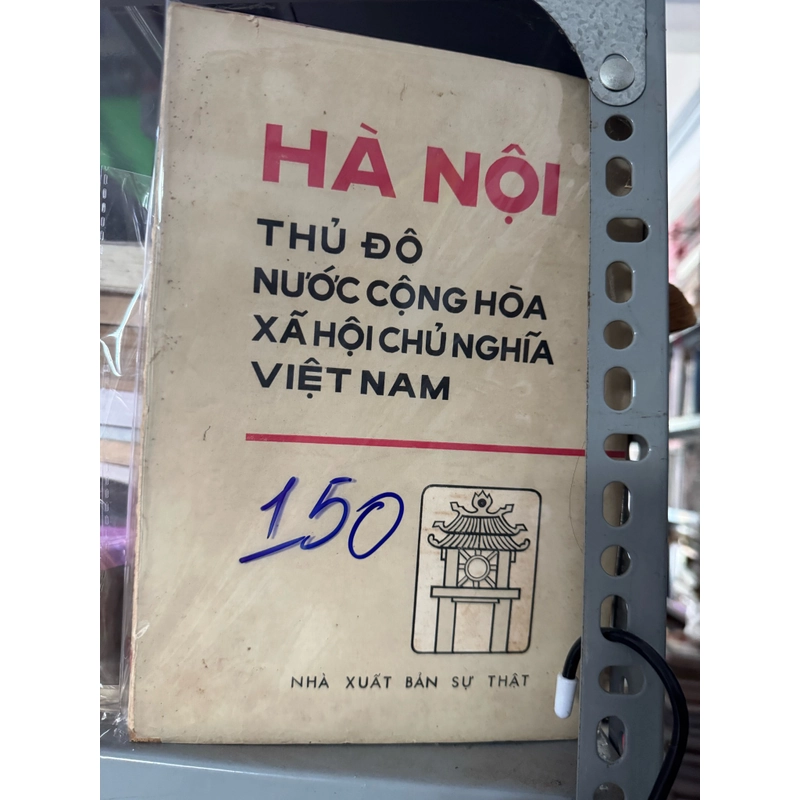 HÀ NỘI
THỦ ĐÔ
NƯỚC CỘNG HÒA
XÃ HỘI CHỦ NGHĨA
VIỆT NAM
150
NHÀ XUẤT BẢN SỰ THẬT